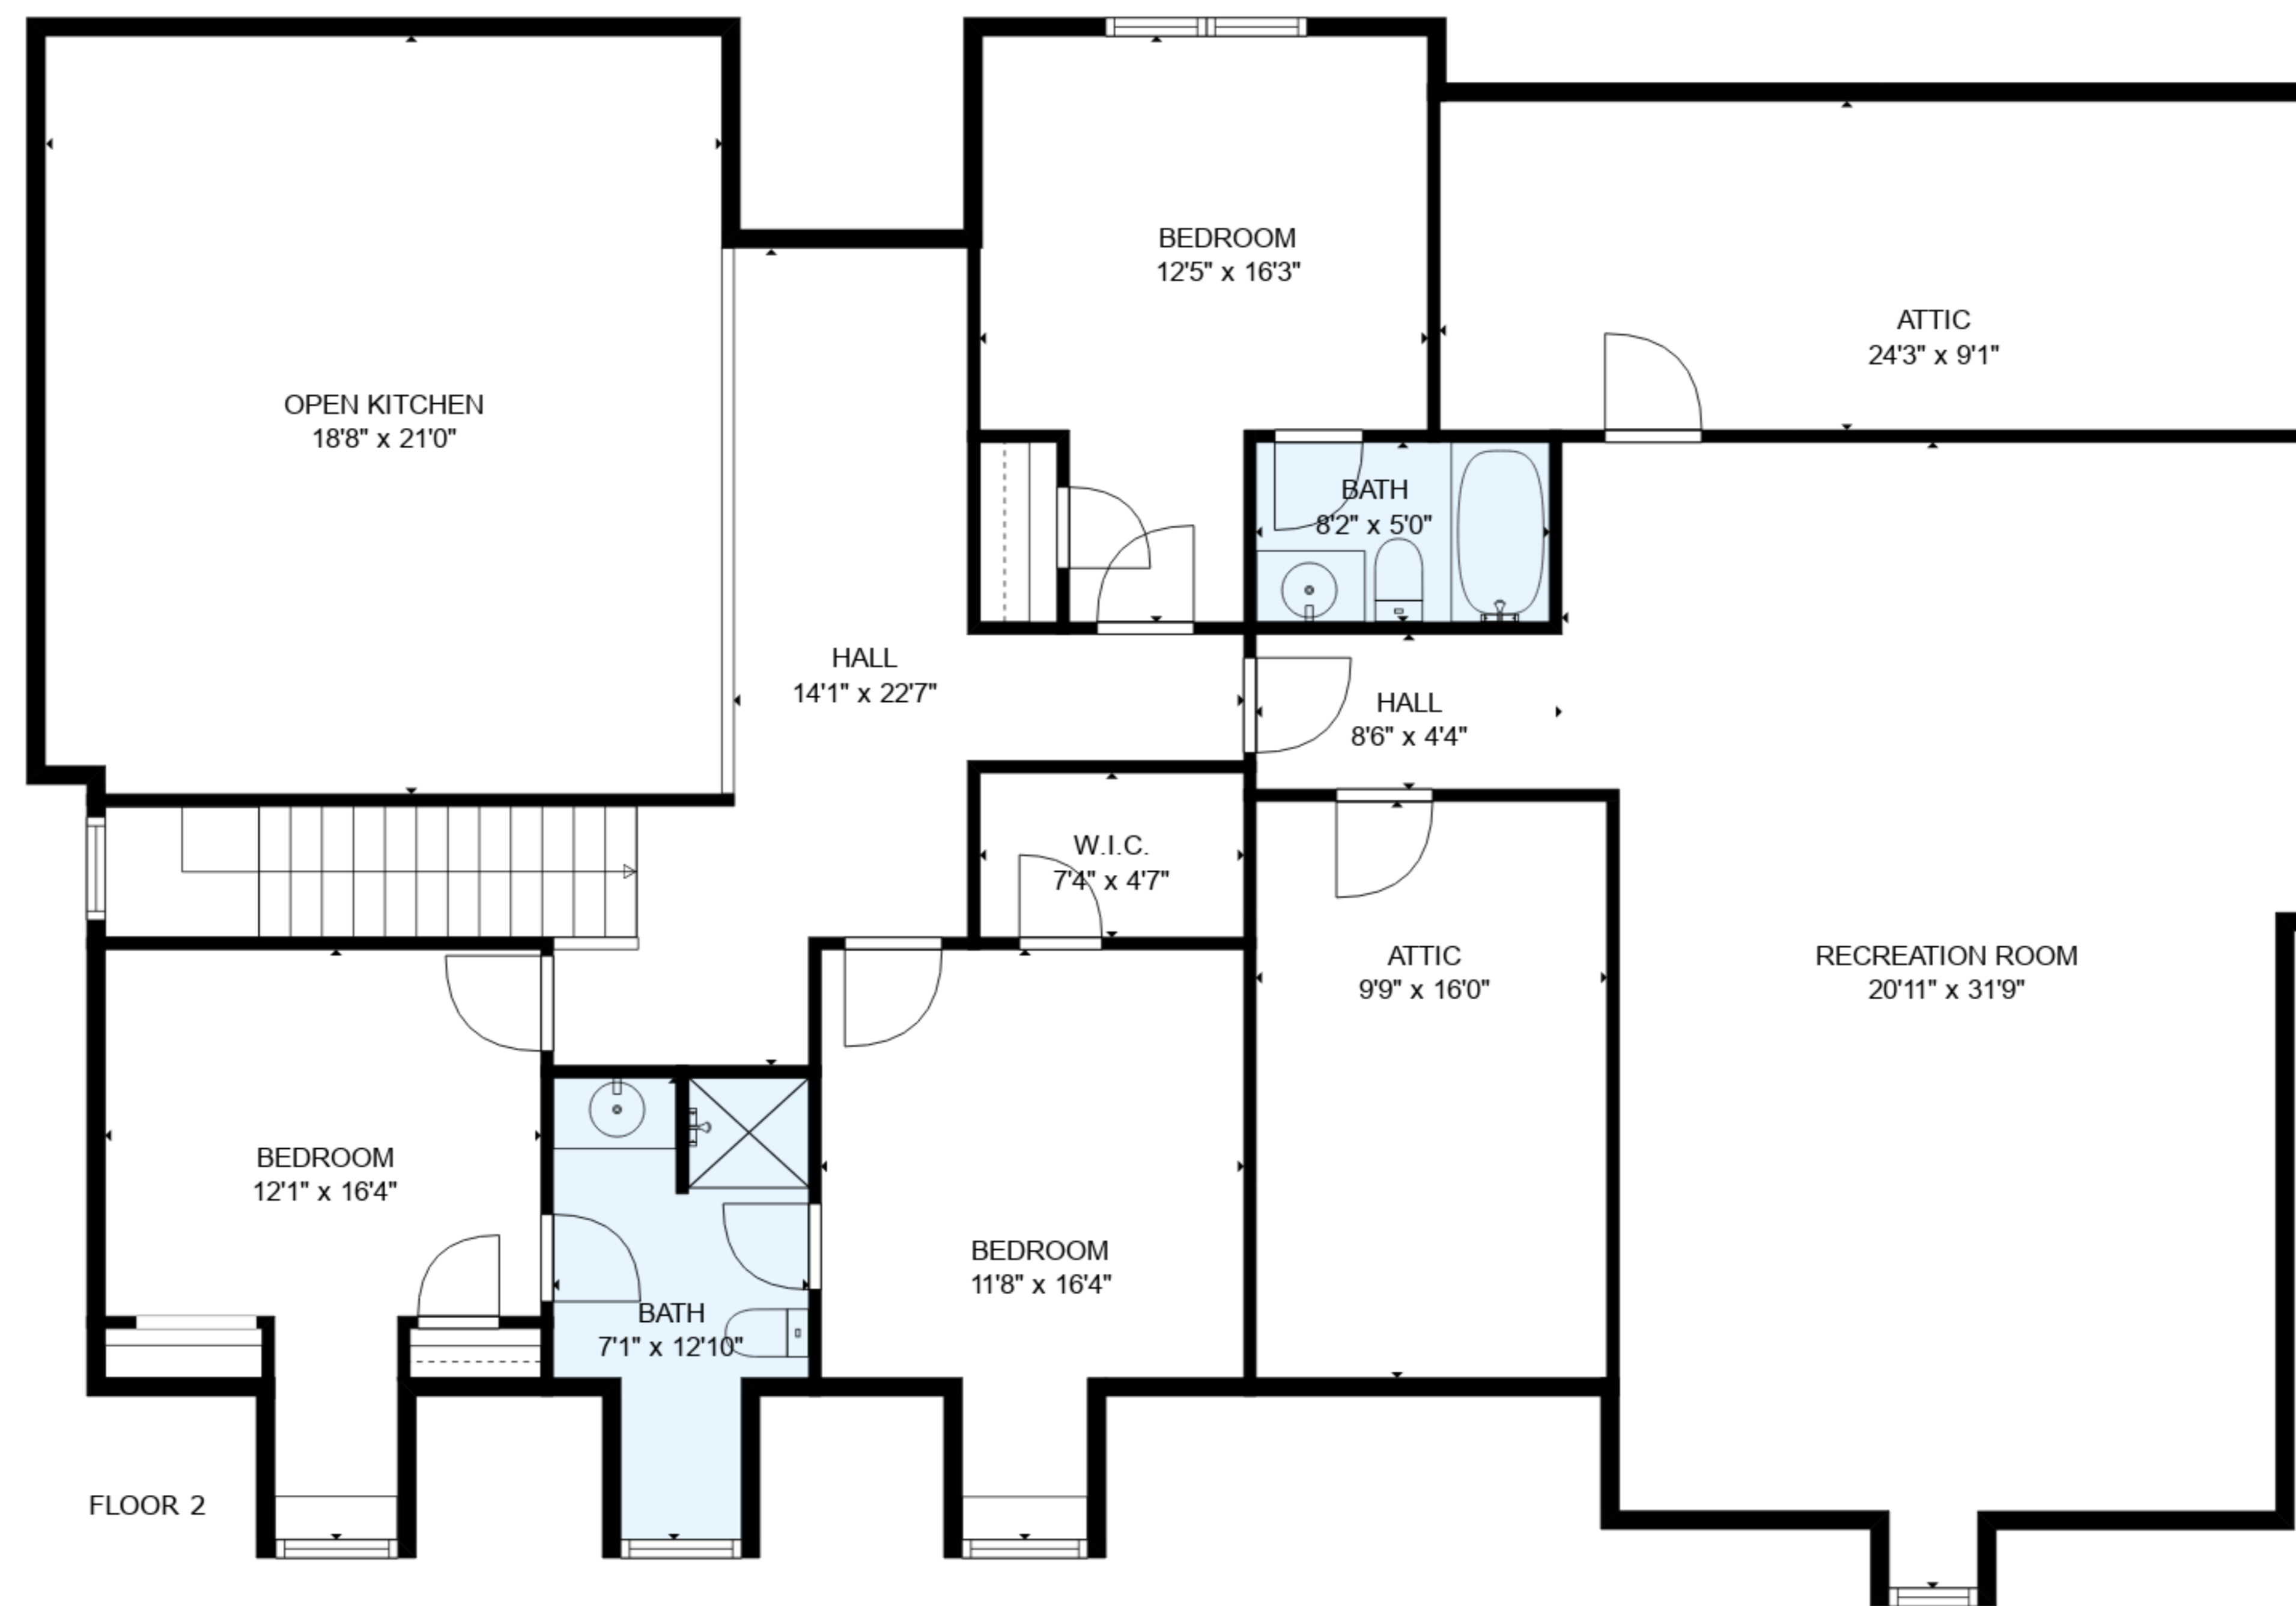 BEDROOM
12'5" x 16'3"
ATTIC
24'3" x 9'1"
OPEN KITCHEN
18'8" x 21'0"
BATH
8'2" x 5'0"
HALL
14'1" x 22'7"
HALL
8'6" x 4'4"
W.I.C.
7'4" x 4'7"
ATTIC
9'9" x 16'0"
RECREATION ROOM
20'11" x 31'9"
BEDROOM
12'1" x 16'4"
BEDROOM
11'8" x 16'4"
BATH
7'1" x 12'10"
FLOOR 2